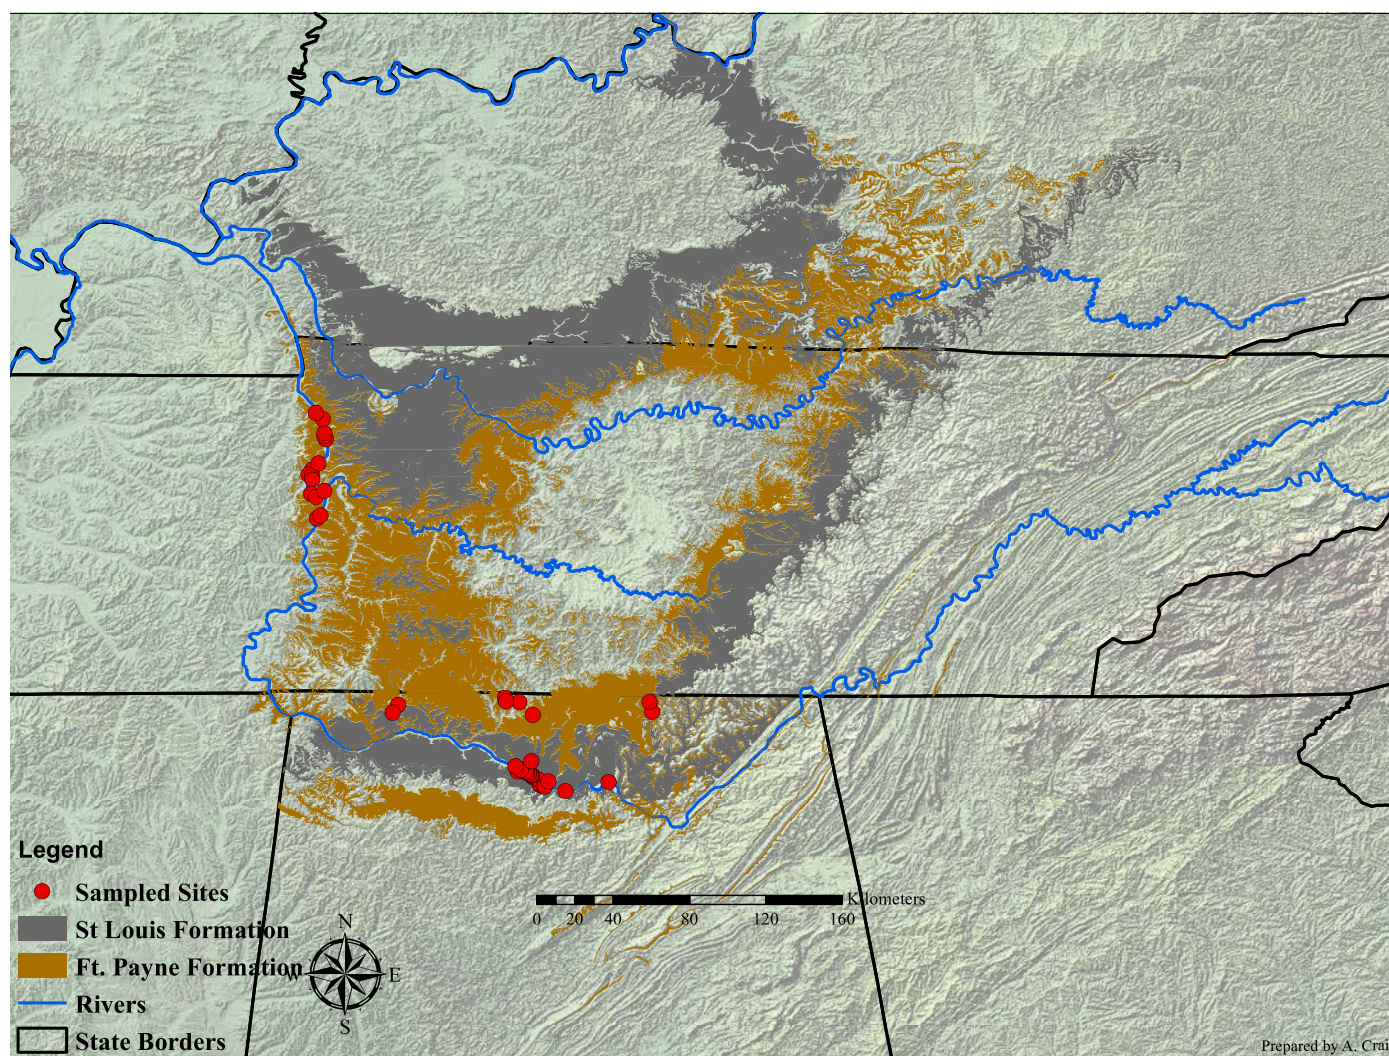 Legend
Sampled Sites
St Louis Formation
Ft. Payne Formation
Rivers
State Borders
N
W
E
S
Kilometers
0 20 40 80 120 160
Prepared by A. Crai